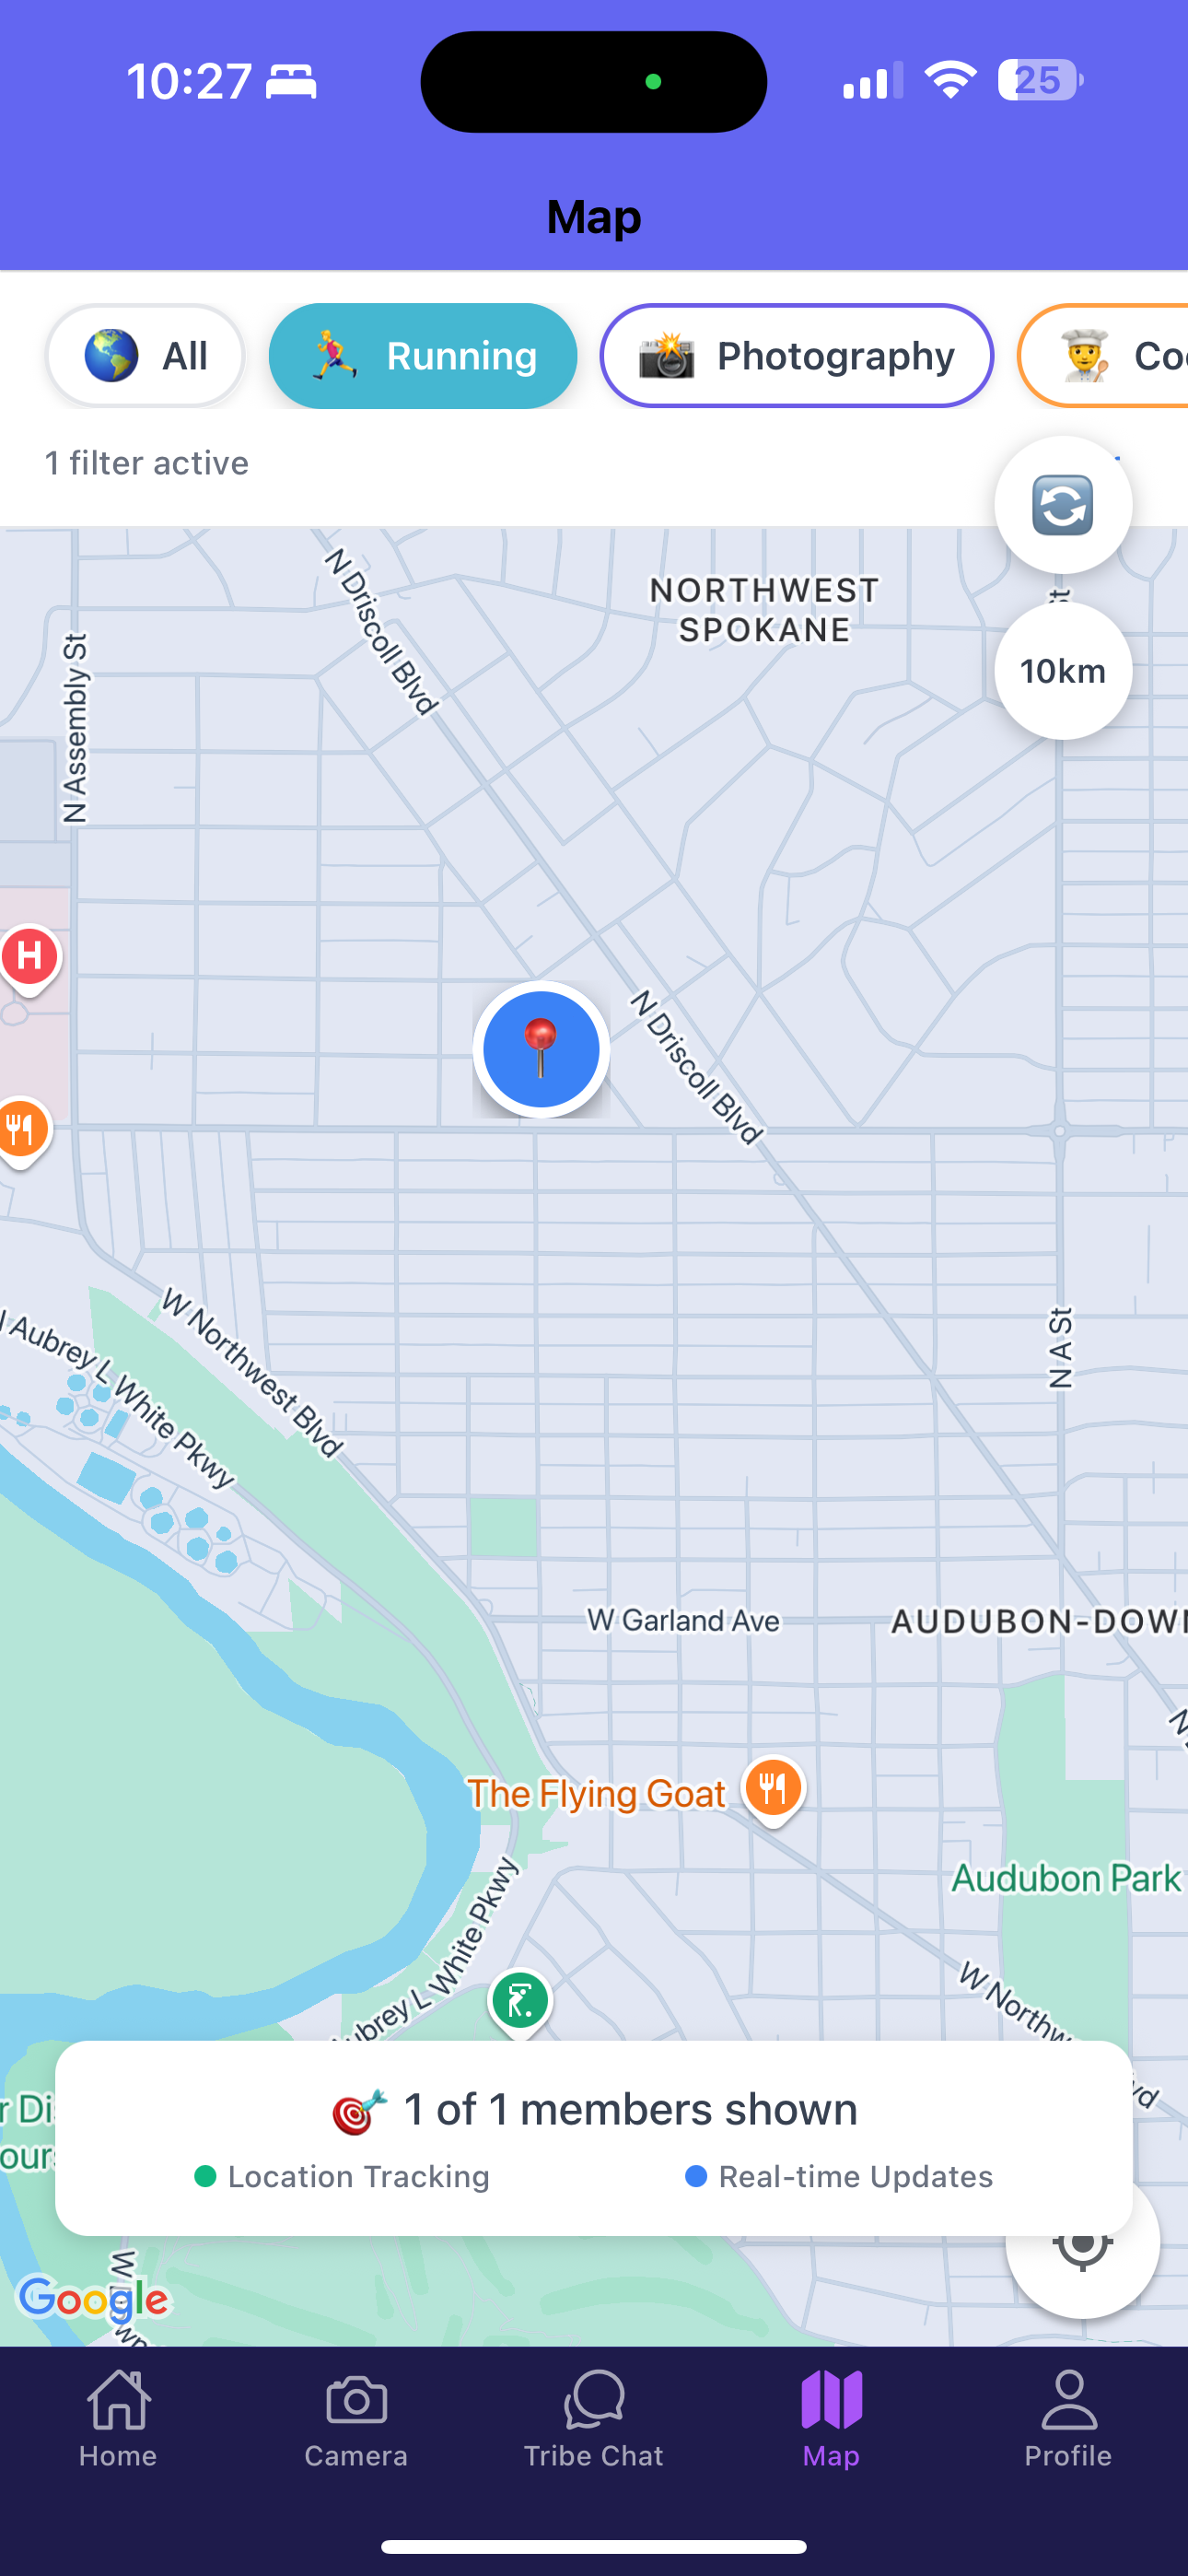 10:27
25
Map
All
Running
Photography
1 filter active
NORTHWEST
SPOKANE
10km
N Driscoll Blvd
N Assembly St
H
N Driscoll Blvd
W Northwest Blvd
Aubrey L White Pkwy
N A St
W Garland Ave
The Flying Goat
Audubon Park
Aubrey L White Pkwy
1 of 1 members shown
Location Tracking
Real-time Updates
Google
Home
Camera
Tribe Chat
Map
Profile